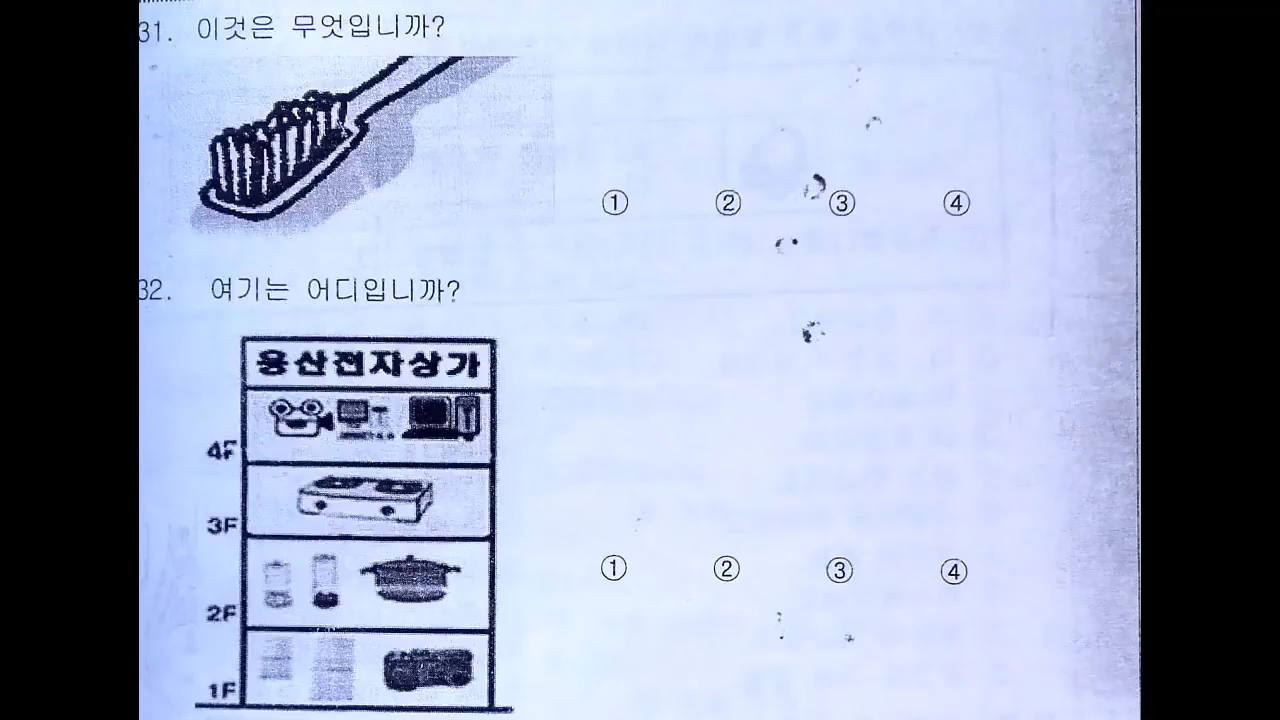 31. 이것은 무엇입니까?
① ② ③ ④
32. 여기는 어디입니까?
용산전자상가
4F
3F
① ② ③ ④
2F
1F